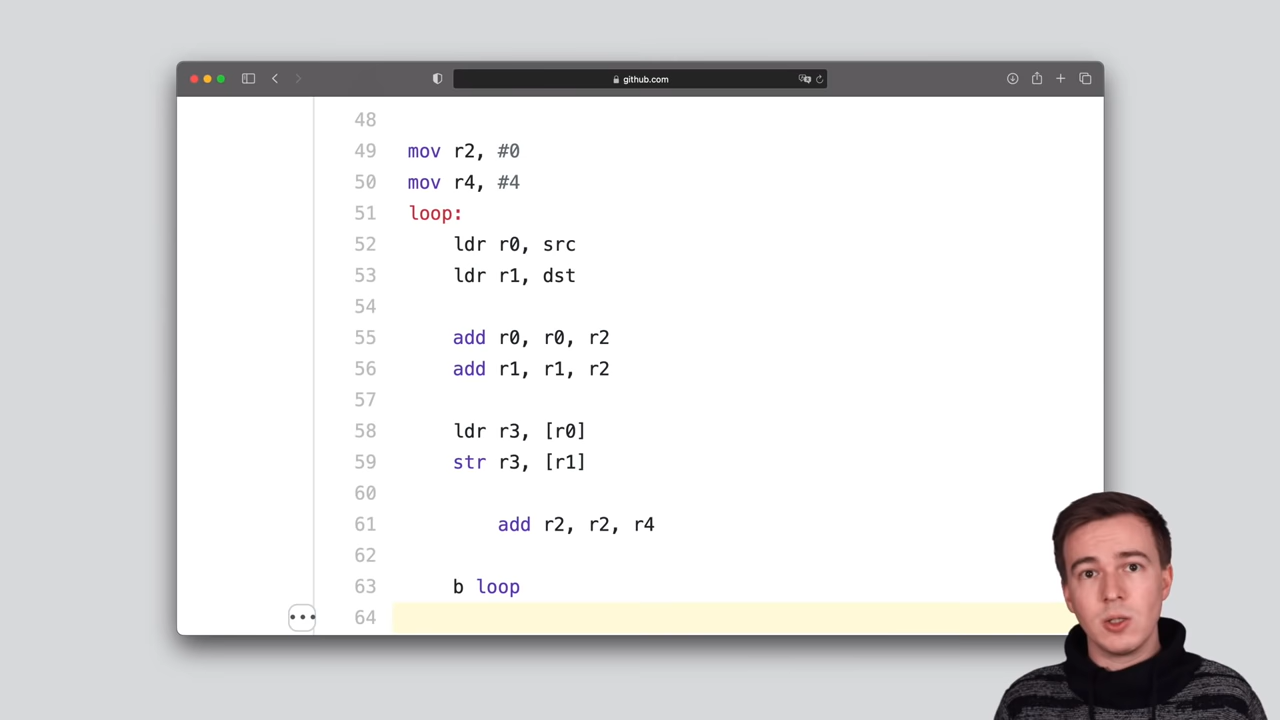 github.com
48
49 mov r2, #0
50 mov r4, #4
51 loop:
52 ldr r0, src
53 ldr r1, dst
54
55 add r0, r0, r2
56 add r1, r1, r2
57
58 ldr r3, [r0]
59 str r3, [r1]
60
61 add r2, r2, r4
62
63 b loop
64